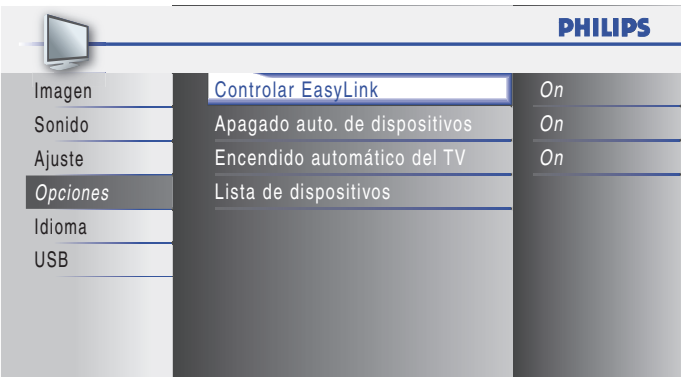 PHILIPS
Imagen
Controlar EasyLink
On
Sonido
Apagado auto. de dispositivos
On
Ajuste
Encendido automático del TV
On
Opciones
Lista de dispositivos
Idioma
USB